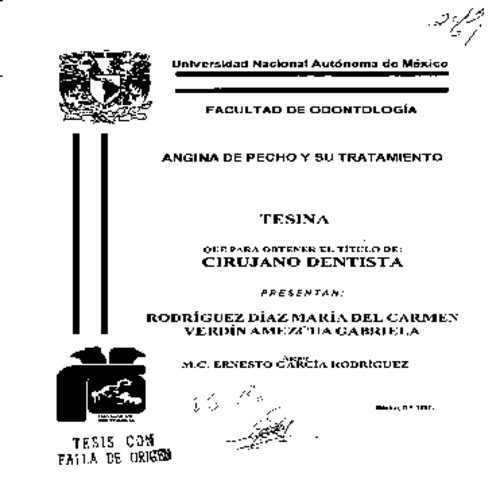 Universidad Nacional Autónoma de México
FACULTAD DE ODONTOLOGÍA
ANGINA DE PECHO Y SU TRATAMIENTO
TESINA
QUE PARA OBTENER EL TÍTULO DE:
CIRUJANO DENTISTA
PRESENTAN:
RODRÍGUEZ DÍAZ MARÍA DEL CARMEN
VERDÍN AMEZCUA GABRIELA
M.C. ERNESTO GARCÍA RODRÍGUEZ
México, D.F.
TESIS CON
FALLA DE ORIGEN